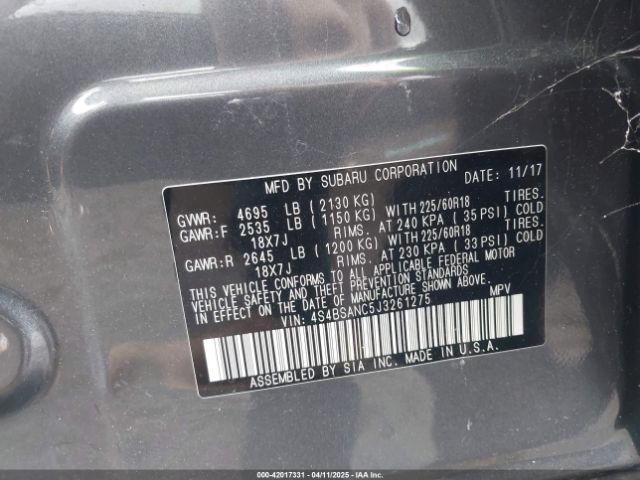 MFD BY SUBARU CORPORATION DATE: 11/17
GVWR: 4695 LB ( 2130 KG)
GAWR:F 2535 LB ( 1150 KG) WITH 225/60R18 TIRES.
18X7J RIMS. AT 240 KPA ( 35 PSI) COLD
GAWR:R 2645 LB ( 1200 KG) WITH 225/60R18 TIRES.
18X7J RIMS. AT 230 KPA ( 33 PSI) COLD
THIS VEHICLE CONFORMS TO ALL APPLICABLE FEDERAL MOTOR
VEHICLE SAFETY AND THEFT PREVENTION STANDARDS
IN EFFECT ON THE DATE OF MANUFACTURE SHOWN ABOVE.
VIN: 4S4BSANC5J3261275 MPV
ASSEMBLED BY SIA INC. MADE IN U.S.A.
000-42017331 - 04/11/2025 - IAAI.COM